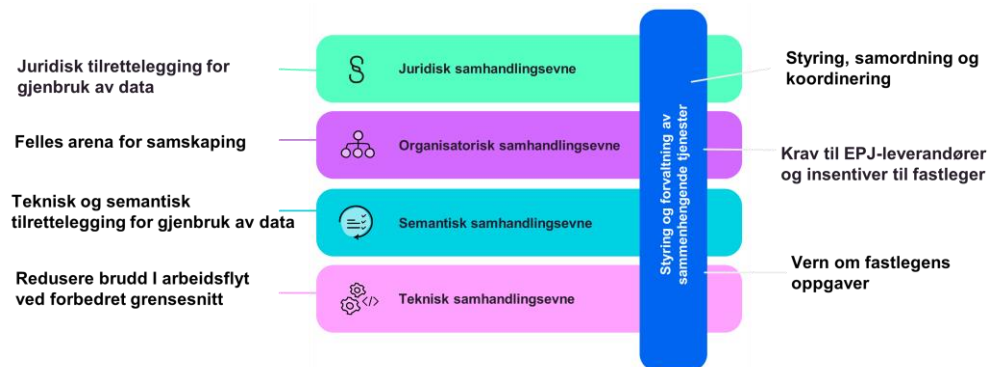 Juridisk tilrettelegging for
gjenbruk av data
Felles arena for samskaping
Teknisk og semantisk
tilrettelegging for gjenbruk av data
Redusere brudd I arbeidsflyt
ved forbedret grensesnitt
Juridisk samhandlingsevne
Organisatorisk samhandlingsevne
Semantisk samhandlingsevne
Teknisk samhandlingsevne
Styring og forvaltning av
sammenhengende tjenester
Styring, samordning og
koordinering
Krav til EPJ-leverandører
og insentiver til fastleger
Vern om fastlegens
oppgaver